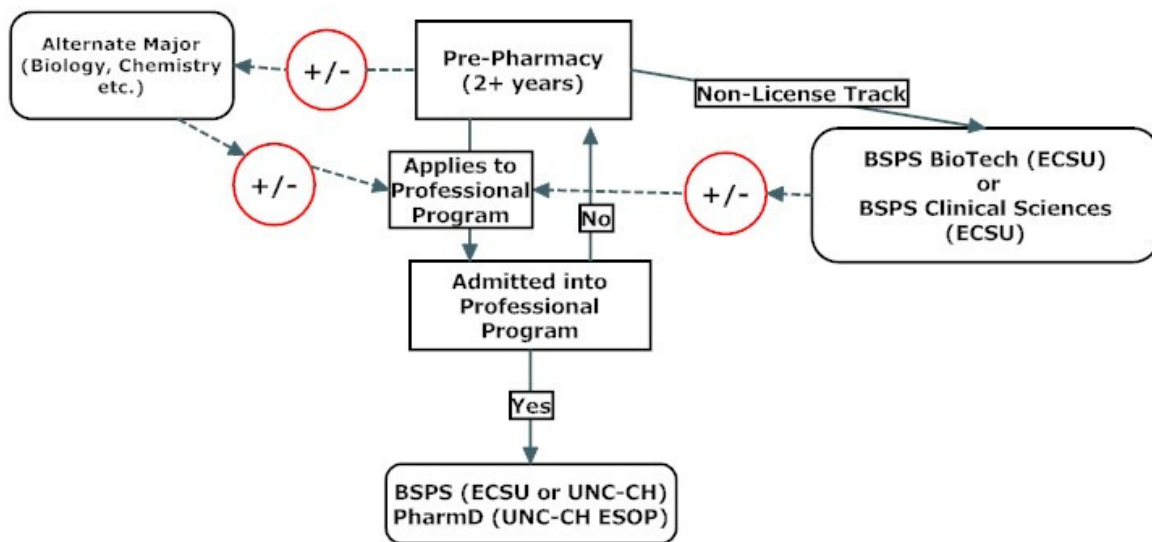 Alternate Major
(Biology, Chemistry
etc.)
+/-
Pre-Pharmacy
(2+ years)
Non-License Track
+/-
Applies to
Professional
Program
No
+/-
BSPS BioTech (ECSU)
or
BSPS Clinical Sciences
(ECSU)
Admitted into
Professional
Program
Yes
BSPS (ECSU or UNC-CH)
PharmD (UNC-CH ESOP)